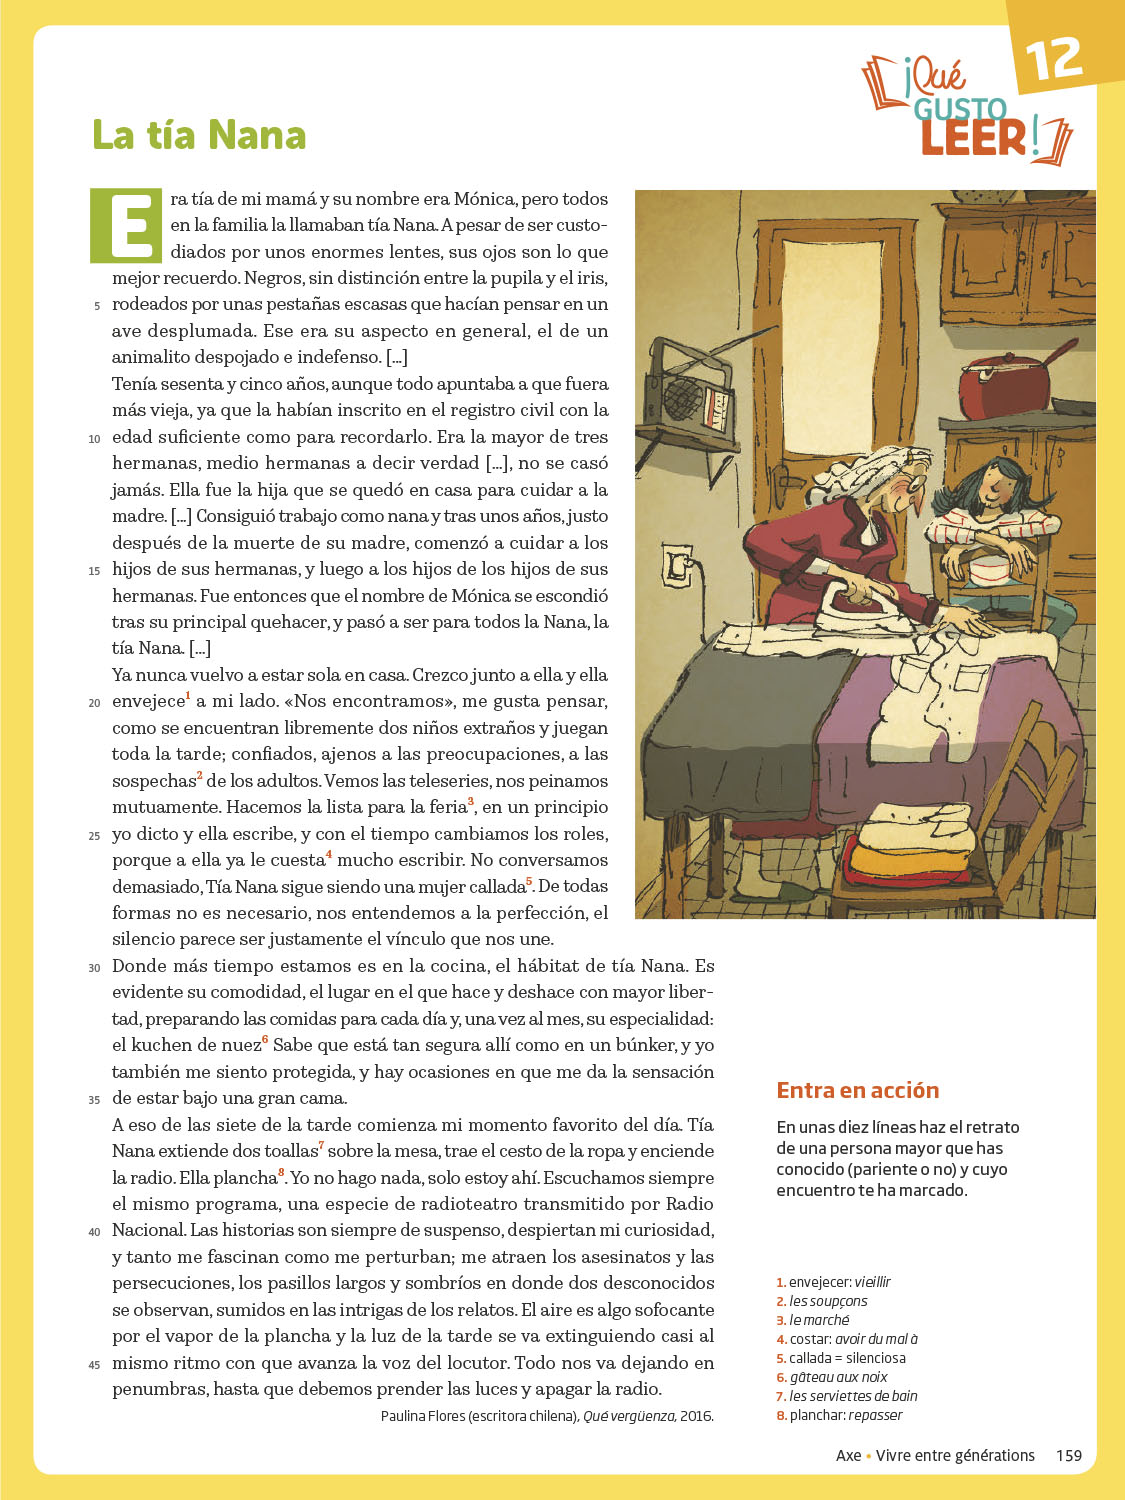 12
¡Qué
GUSTO
LEER!
La tía Nana
Era tía de mi mamá y su nombre era Mónica, pero todos
en la familia la llamaban tía Nana. A pesar de ser custo-
diados por unos enormes lentes, sus ojos son lo que
mejor recuerdo. Negros, sin distinción entre la pupila y el iris,
5 rodeados por unas pestañas escasas que hacían pensar en un
ave desplumada. Ese era su aspecto en general, el de un
animalito despojado e indefenso. [...]
Tenía sesenta y cinco años, aunque todo apuntaba a que fuera
más vieja, ya que la habían inscrito en el registro civil con la
10 edad suficiente como para recordarlo. Era la mayor de tres
hermanas, medio hermanas a decir verdad [...], no se casó
jamás. Ella fue la hija que se quedó en casa para cuidar a la
madre. [...] Consiguió trabajo como nana y tras unos años, justo
después de la muerte de su madre, comenzó a cuidar a los
15 hijos de sus hermanas, y luego a los hijos de los hijos de sus
hermanas. Fue entonces que el nombre de Mónica se escondió
tras su principal quehacer, y pasó a ser para todos la Nana, la
tía Nana. [...]
Ya nunca vuelvo a estar sola en casa. Crezco junto a ella y ella
20 envejece1 a mi lado. «Nos encontramos», me gusta pensar,
como se encuentran libremente dos niños extraños y juegan
toda la tarde; confiados, ajenos a las preocupaciones, a las
sospechas2 de los adultos. Vemos las teleseries, nos peinamos
mutuamente. Hacemos la lista para la feria3, en un principio
25 yo dicto y ella escribe, y con el tiempo cambiamos los roles,
porque a ella ya le cuesta4 mucho escribir. No conversamos
demasiado, Tía Nana sigue siendo una mujer callada5. De todas
formas no es necesario, nos entendemos a la perfección, el
silencio parece ser justamente el vínculo que nos une.
30 Donde más tiempo estamos es en la cocina, el hábitat de tía Nana. Es
evidente su comodidad, el lugar en el que hace y deshace con mayor liber-
tad, preparando las comidas para cada día y, una vez al mes, su especialidad:
el kuchen de nuez6 Sabe que está tan segura allí como en un búnker, y yo
también me siento protegida, y hay ocasiones en que me da la sensación
35 de estar bajo una gran cama.
A eso de las siete de la tarde comienza mi momento favorito del día. Tía
Nana extiende dos toallas7 sobre la mesa, trae el cesto de la ropa y enciende
la radio. Ella plancha8. Yo no hago nada, solo estoy ahí. Escuchamos siempre
el mismo programa, una especie de radioteatro transmitido por Radio
40 Nacional. Las historias son siempre de suspenso, despiertan mi curiosidad,
y tanto me fascinan como me perturban; me atraen los asesinatos y las
persecuciones, los pasillos largos y sombríos en donde dos desconocidos
se observan, sumidos en las intrigas de los relatos. El aire es algo sofocante
por el vapor de la plancha y la luz de la tarde se va extinguiendo casi al
45 mismo ritmo con que avanza la voz del locutor. Todo nos va dejando en
penumbras, hasta que debemos prender las luces y apagar la radio.
Paulina Flores (escritora chilena), Qué vergüenza, 2016.
Entra en acción
En unas diez líneas haz el retrato
de una persona mayor que has
conocido (pariente o no) y cuyo
encuentro te ha marcado.
1. envejecer: vieillir
2. les soupçons
3. le marché
4. costar: avoir du mal à
5. callada = silenciosa
6. gâteau aux noix
7. les serviettes de bain
8. planchar: repasser
Axe • Vivre entre générations 159